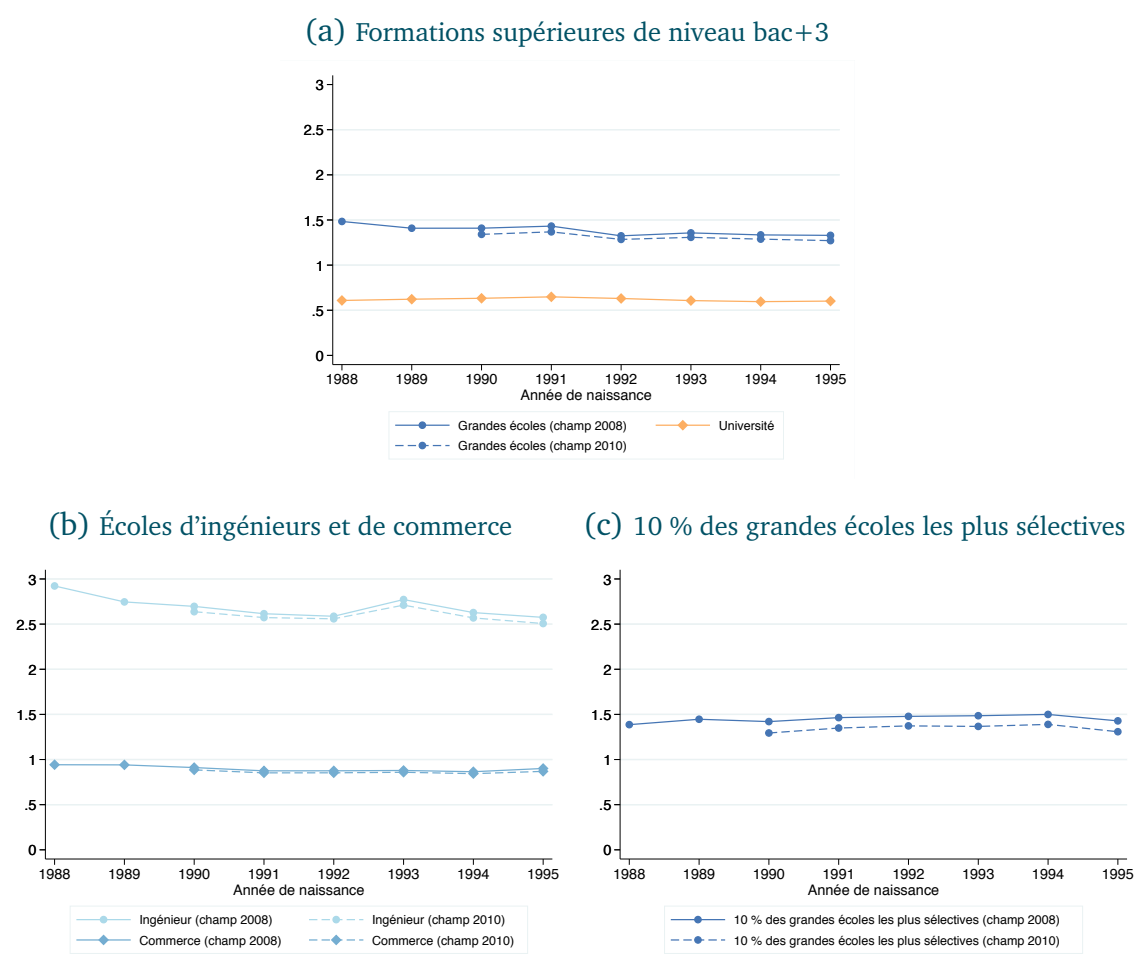 (a) Formations supérieures de niveau bac+3
3
2.5
2
1.5
1
.5
0
1988 1989 1990 1991 1992 1993 1994 1995
Année de naissance
Grandes écoles (champ 2008) Université
Grandes écoles (champ 2010)
(b) Écoles d'ingénieurs et de commerce
3
2.5
2
1.5
1
.5
0
1988 1989 1990 1991 1992 1993 1994 1995
Année de naissance
Ingénieur (champ 2008) Ingénieur (champ 2010)
Commerce (champ 2008) Commerce (champ 2010)
(c) 10 % des grandes écoles les plus sélectives
3
2.5
2
1.5
1
.5
0
1988 1989 1990 1991 1992 1993 1994 1995
Année de naissance
10 % des grandes écoles les plus sélectives (champ 2008)
10 % des grandes écoles les plus sélectives (champ 2010)